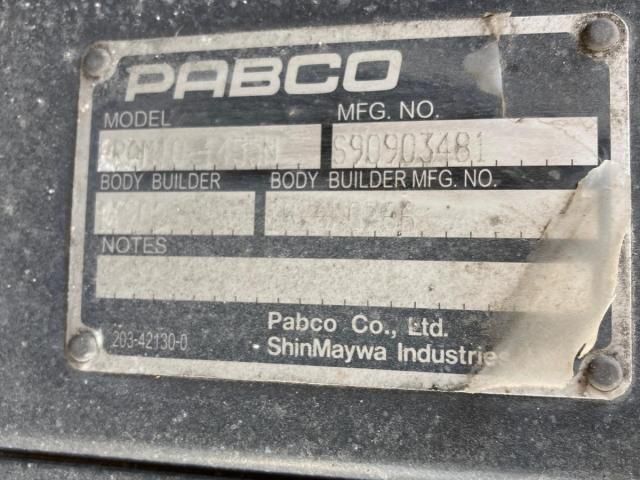 PABCO
MODEL MFG. NO.
S90903481
BODY BUILDER BODY BUILDER MFG. NO.
NOTES
203-42130-0
Pabco Co., Ltd.
ShinMaywa Industries